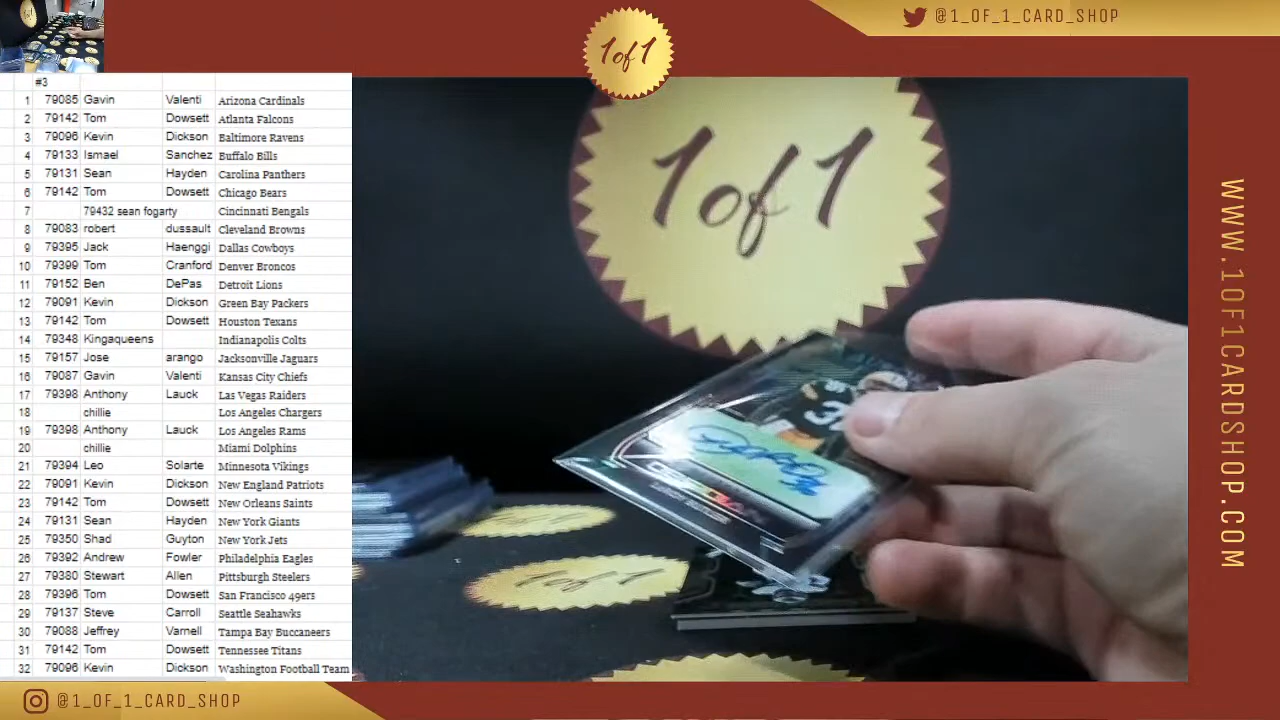 @1_OF_1_CARD_SHOP
1 of 1
#3
1 79085 Gavin Valenti Arizona Cardinals
2 79142 Tom Dowsett Atlanta Falcons
3 79096 Kevin Dickson Baltimore Ravens
4 79133 Ismael Sanchez Buffalo Bills
5 79131 Sean Hayden Carolina Panthers
6 79142 Tom Dowsett Chicago Bears
7 79432 sean fogarty Cincinnati Bengals
8 79083 robert dussault Cleveland Browns
9 79395 Jack Haenggi Dallas Cowboys
10 79399 Tom Cranford Denver Broncos
11 79152 Ben DePas Detroit Lions
12 79091 Kevin Dickson Green Bay Packers
13 79142 Tom Dowsett Houston Texans
14 79348 Kingaqueens Indianapolis Colts
15 79157 Jose arango Jacksonville Jaguars
16 79087 Gavin Valenti Kansas City Chiefs
17 79398 Anthony Lauck Las Vegas Raiders
18 chillie Los Angeles Chargers
19 79398 Anthony Lauck Los Angeles Rams
20 chillie Miami Dolphins
21 79394 Leo Solarte Minnesota Vikings
22 79091 Kevin Dickson New England Patriots
23 79142 Tom Dowsett New Orleans Saints
24 79131 Sean Hayden New York Giants
25 79350 Shad Guyton New York Jets
26 79392 Andrew Fowler Philadelphia Eagles
27 79380 Stewart Allen Pittsburgh Steelers
28 79396 Tom Dowsett San Francisco 49ers
29 79137 Steve Carroll Seattle Seahawks
30 79088 Jeffrey Varnell Tampa Bay Buccaneers
31 79142 Tom Dowsett Tennessee Titans
32 79096 Kevin Dickson Washington Football Team
1 of 1
1 of 1
WWW.1OF1CARDSHOP.COM
@1_OF_1_CARD_SHOP